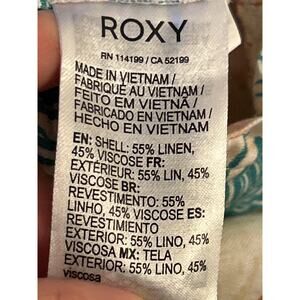 ROXY
RN 114199 / CA 52199
MADE IN VIETNAM /
FABRIQUÉ AU VIETNAM /
FEITO EM VIETNÃ /
FABRICADO EN VIETNAM /
HECHO EN VIETNAM
EN: SHELL: 55% LINEN,
45% VISCOSE FR:
EXTÉRIEUR: 55% LIN, 45%
VISCOSE BR:
REVESTIMENTO: 55%
LINHO, 45% VISCOSE ES:
REVESTIMIENTO
EXTERIOR: 55% LINO, 45%
VISCOSA MX: TELA
EXTERIOR: 55% LINO, 45%
viscosa